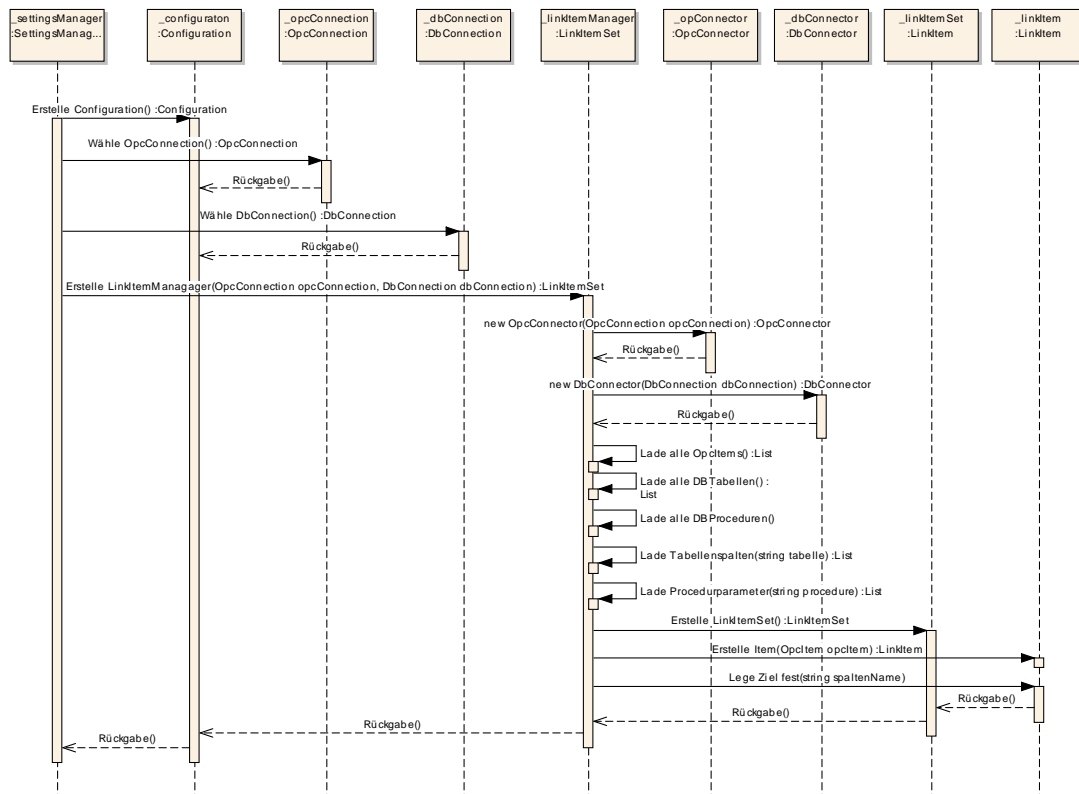 _settingsManager
:SettingsManag...
_configuraton
:Configuration
_opcConnection
:OpcConnection
_dbConnection
:DbConnection
_linkItemManager
:LinkItemSet
_opConnector
:OpcConnector
_dbConnector
:DbConnector
_linkItemSet
:LinkItem
_linkItem
:LinkItem
Erstelle Configuration() :Configuration
Wähle OpcConnection() :OpcConnection
Rückgabe()
Wähle DbConnection() :DbConnection
Rückgabe()
Erstelle LinkItemManagager(OpcConnection opcConnection, DbConnection dbConnection) :LinkItemSet
new OpcConnector(OpcConnection opcConnection) :OpcConnector
Rückgabe()
new DbConnector(DbConnection dbConnection) :DbConnector
Rückgabe()
Lade alle OpcItems() :List
Lade alle DBTabellen() :
List
Lade alle DBProceduren()
Lade Tabellenspalten(string tabelle) :List
Lade Procedurparameter(string procedure) :List
Erstelle LinkItemSet() :LinkItemSet
Erstelle Item(OpcItem opcItem) :LinkItem
Lege Ziel fest(string spaltenName)
Rückgabe()
Rückgabe()
Rückgabe()
Rückgabe()